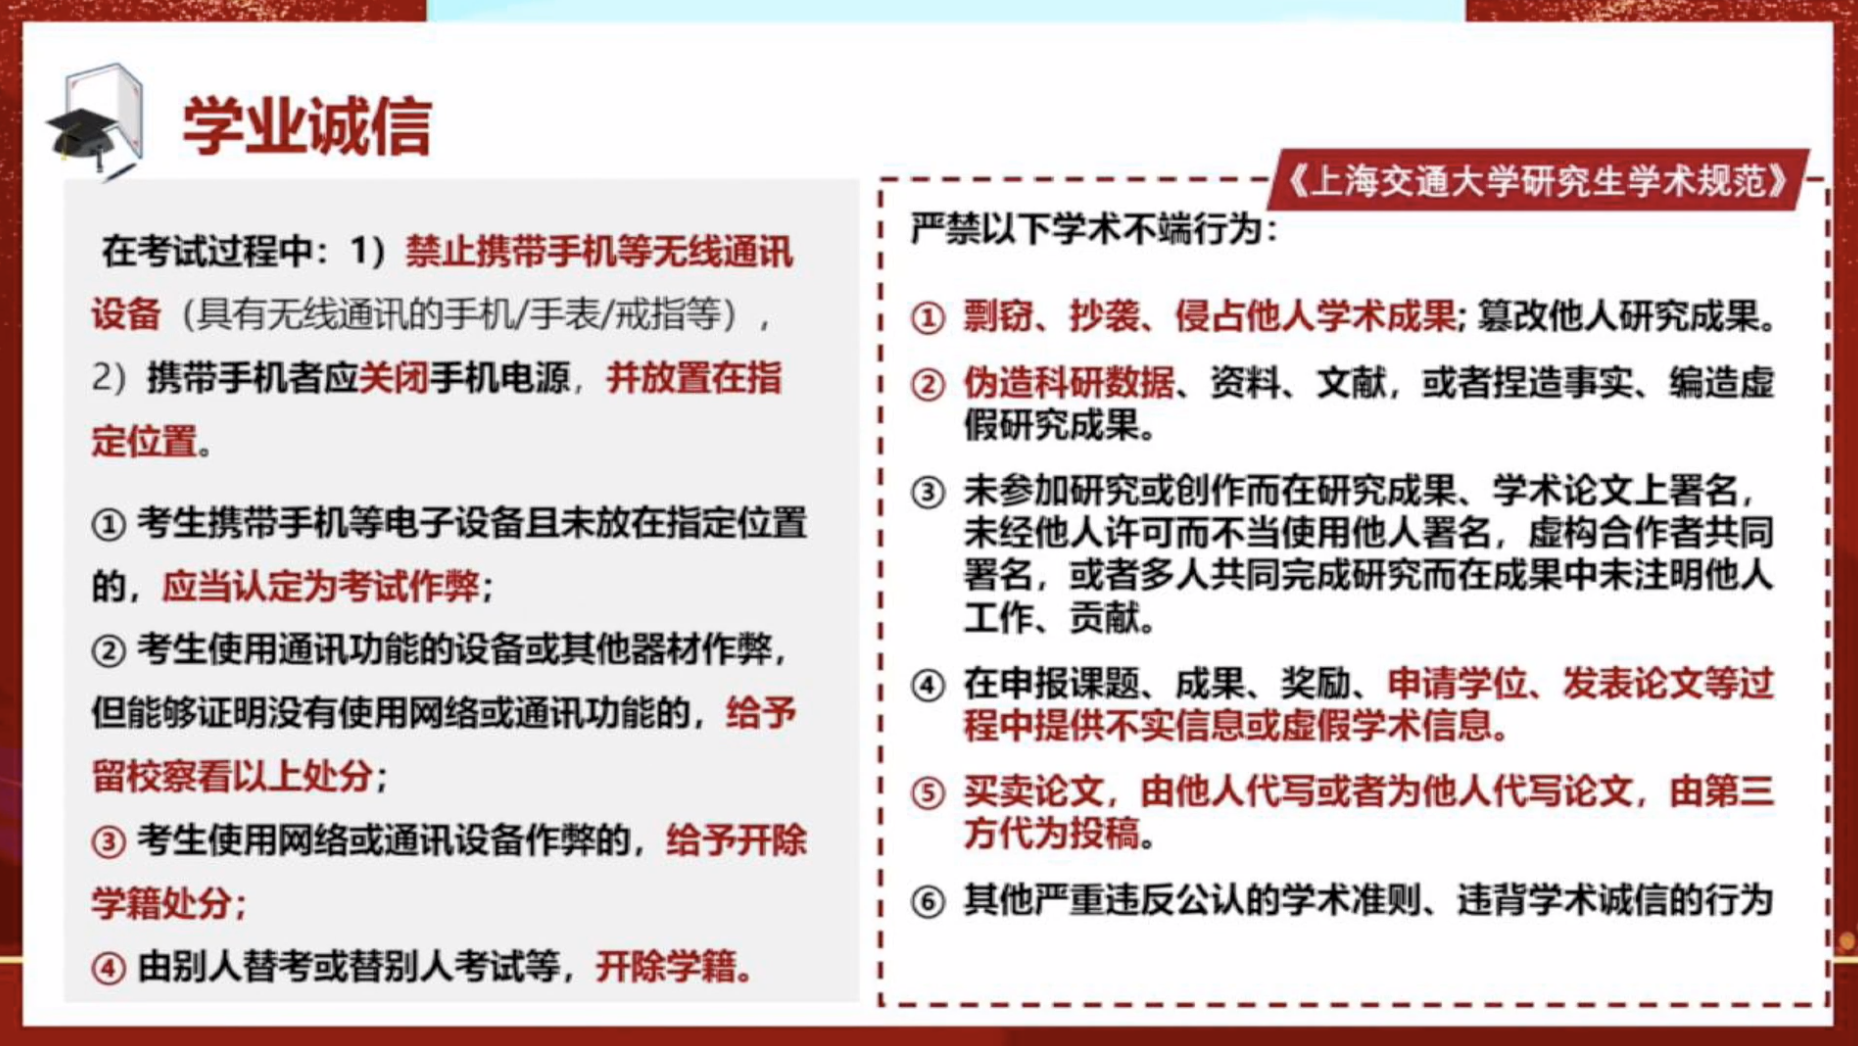 学业诚信
在考试过程中：1）禁止携带手机等无线通讯
设备（具有无线通讯的手机/手表/戒指等），
2）携带手机者应关闭手机电源，并放置在指
定位置。
① 考生携带手机等电子设备且未放在指定位置
的，应当认定为考试作弊；
② 考生使用通讯功能的设备或其他器材作弊，
但能够证明没有使用网络或通讯功能的，给予
留校察看以上处分；
③ 考生使用网络或通讯设备作弊的，给予开除
学籍处分；
④ 由别人替考或替别人考试等，开除学籍。
《上海交通大学研究生学术规范》
严禁以下学术不端行为：
① 剽窃、抄袭、侵占他人学术成果；篡改他人研究成果。
② 伪造科研数据、资料、文献，或者捏造事实、编造虚
假研究成果。
③ 未参加研究或创作而在研究成果、学术论文上署名，
未经他人许可而不当使用他人署名，虚构合作者共同
署名，或者多人共同完成研究而在成果中未注明他人
工作、贡献。
④ 在申报课题、成果、奖励、申请学位、发表论文等过
程中提供不实信息或虚假学术信息。
⑤ 买卖论文，由他人代写或者为他人代写论文，由第三
方代为投稿。
⑥ 其他严重违反公认的学术准则、违背学术诚信的行为